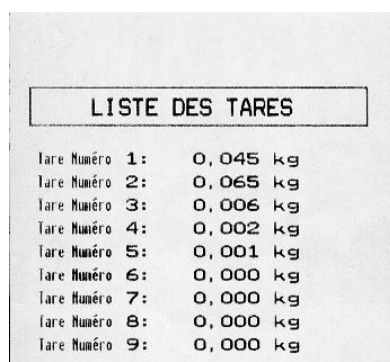 LISTE DES TARES
Tare Numéro 1: 0,045 kg
Tare Numéro 2: 0,065 kg
Tare Numéro 3: 0,006 kg
Tare Numéro 4: 0,002 kg
Tare Numéro 5: 0,001 kg
Tare Numéro 6: 0,000 kg
Tare Numéro 7: 0,000 kg
Tare Numéro 8: 0,000 kg
Tare Numéro 9: 0,000 kg